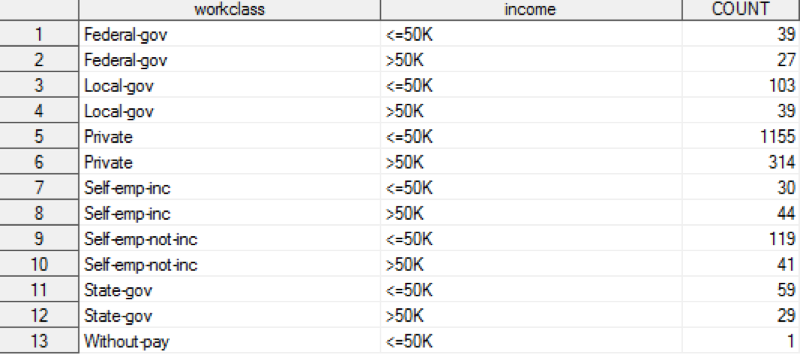 workclass income COUNT
1 Federal-gov <=50K 39
2 Federal-gov >50K 27
3 Local-gov <=50K 103
4 Local-gov >50K 39
5 Private <=50K 1155
6 Private >50K 314
7 Self-emp-inc <=50K 30
8 Self-emp-inc >50K 44
9 Self-emp-not-inc <=50K 119
10 Self-emp-not-inc >50K 41
11 State-gov <=50K 59
12 State-gov >50K 29
13 Without-pay <=50K 1